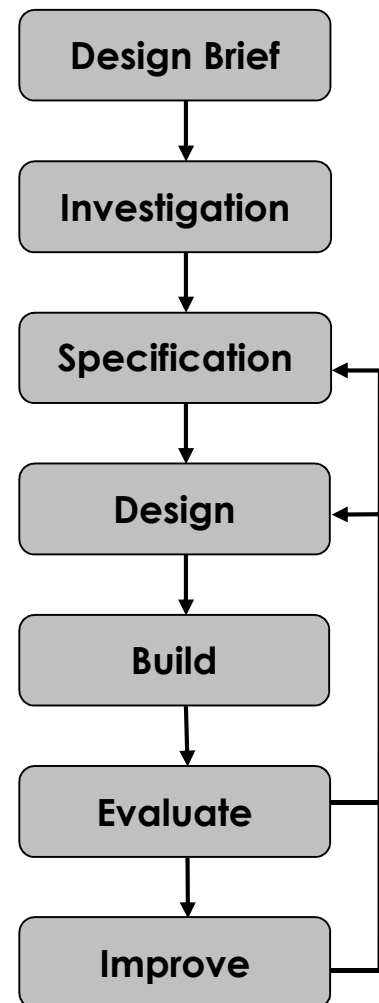 Design Brief
Investigation
Specification
Design
Build
Evaluate
Improve